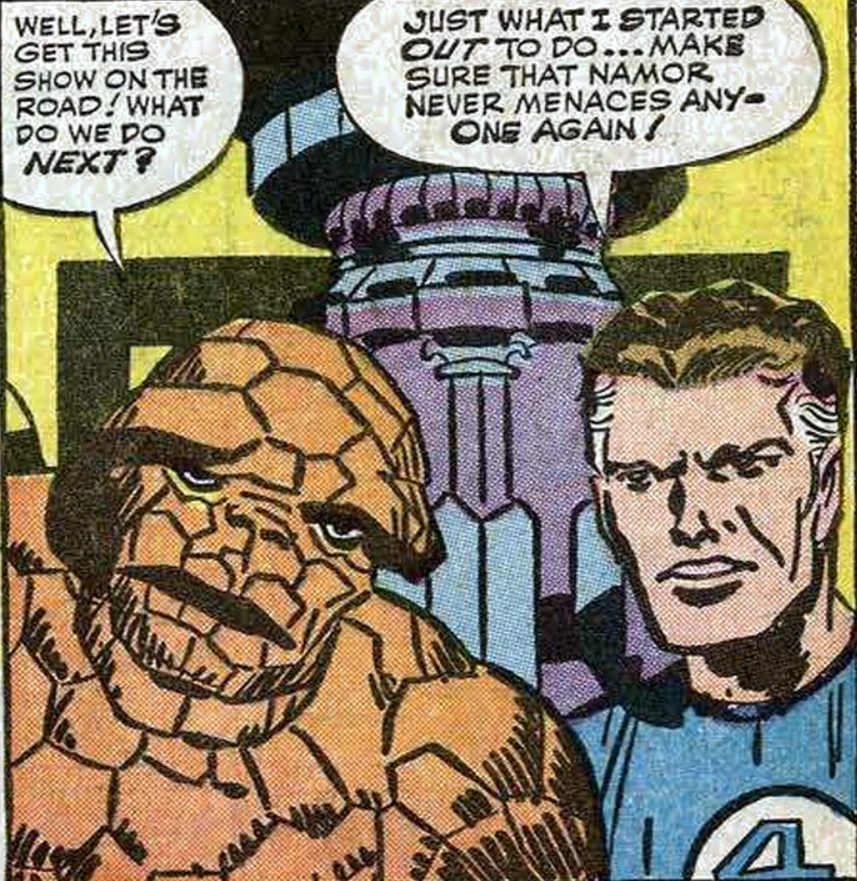 WELL, LET'S
GET THIS
SHOW ON THE
ROAD! WHAT
DO WE DO
NEXT?
JUST WHAT I STARTED
OUT TO DO...MAKE
SURE THAT NAMOR
NEVER MENACES ANY-
ONE AGAIN!
4